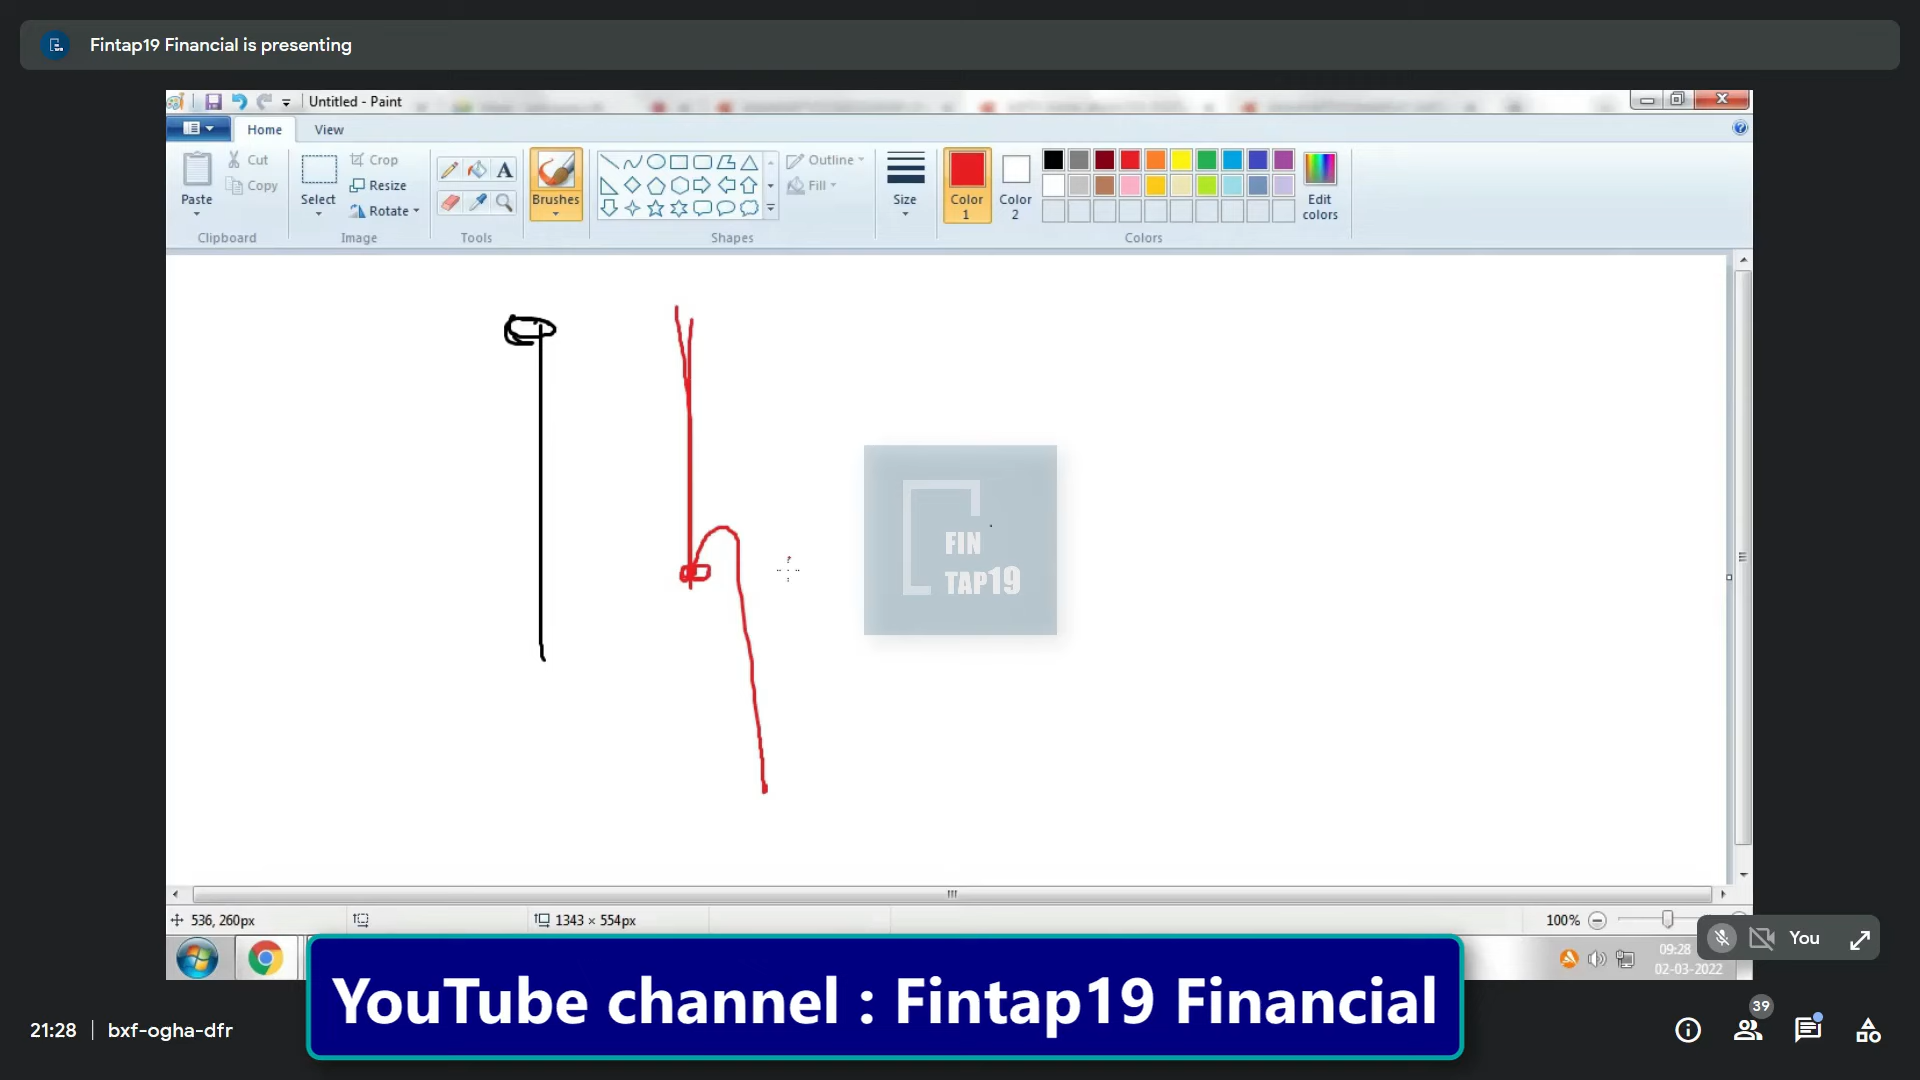 Fintap19 Financial is presenting
Untitled - Paint
Home View
Paste
Cut
Copy
Clipboard
Select
Crop
Resize
Rotate
Image
A
Tools
Brushes
Shapes
Outline
Fill
Size
Color
1
Color
2
Edit
colors
Colors
FIN
TAP19
536, 260px
1343 × 554px
100%
09:28
02-03-2022
You
YouTube channel : Fintap19 Financial
21:28 | bxf-ogha-dfr
39